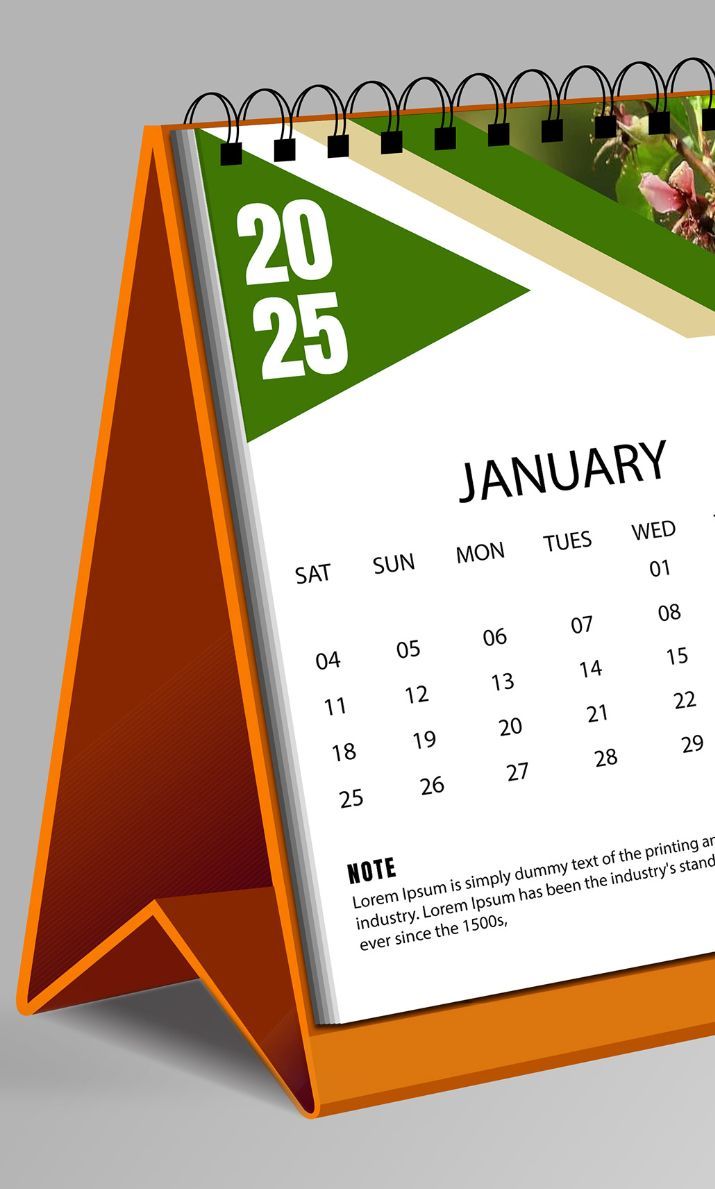 20
25
JANUARY
SAT SUN MON TUES WED
01
04 05 06 07 08
11 12 13 14 15
18 19 20 21 22
25 26 27 28 29
NOTE
Lorem Ipsum is simply dummy text of the printing
industry. Lorem Ipsum has been the industry's
ever since the 1500s,